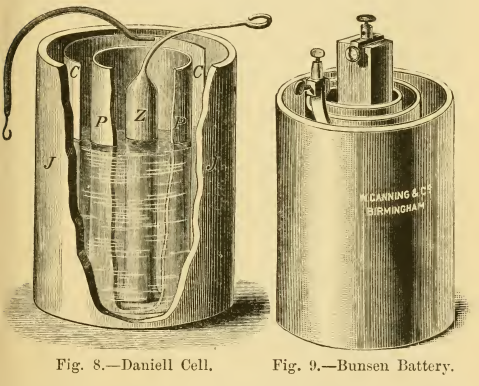 C C
P Z P
J J
W. CANNING & Co
BIRMINGHAM
Fig. 8.—Daniell Cell.
Fig. 9.—Bunsen Battery.